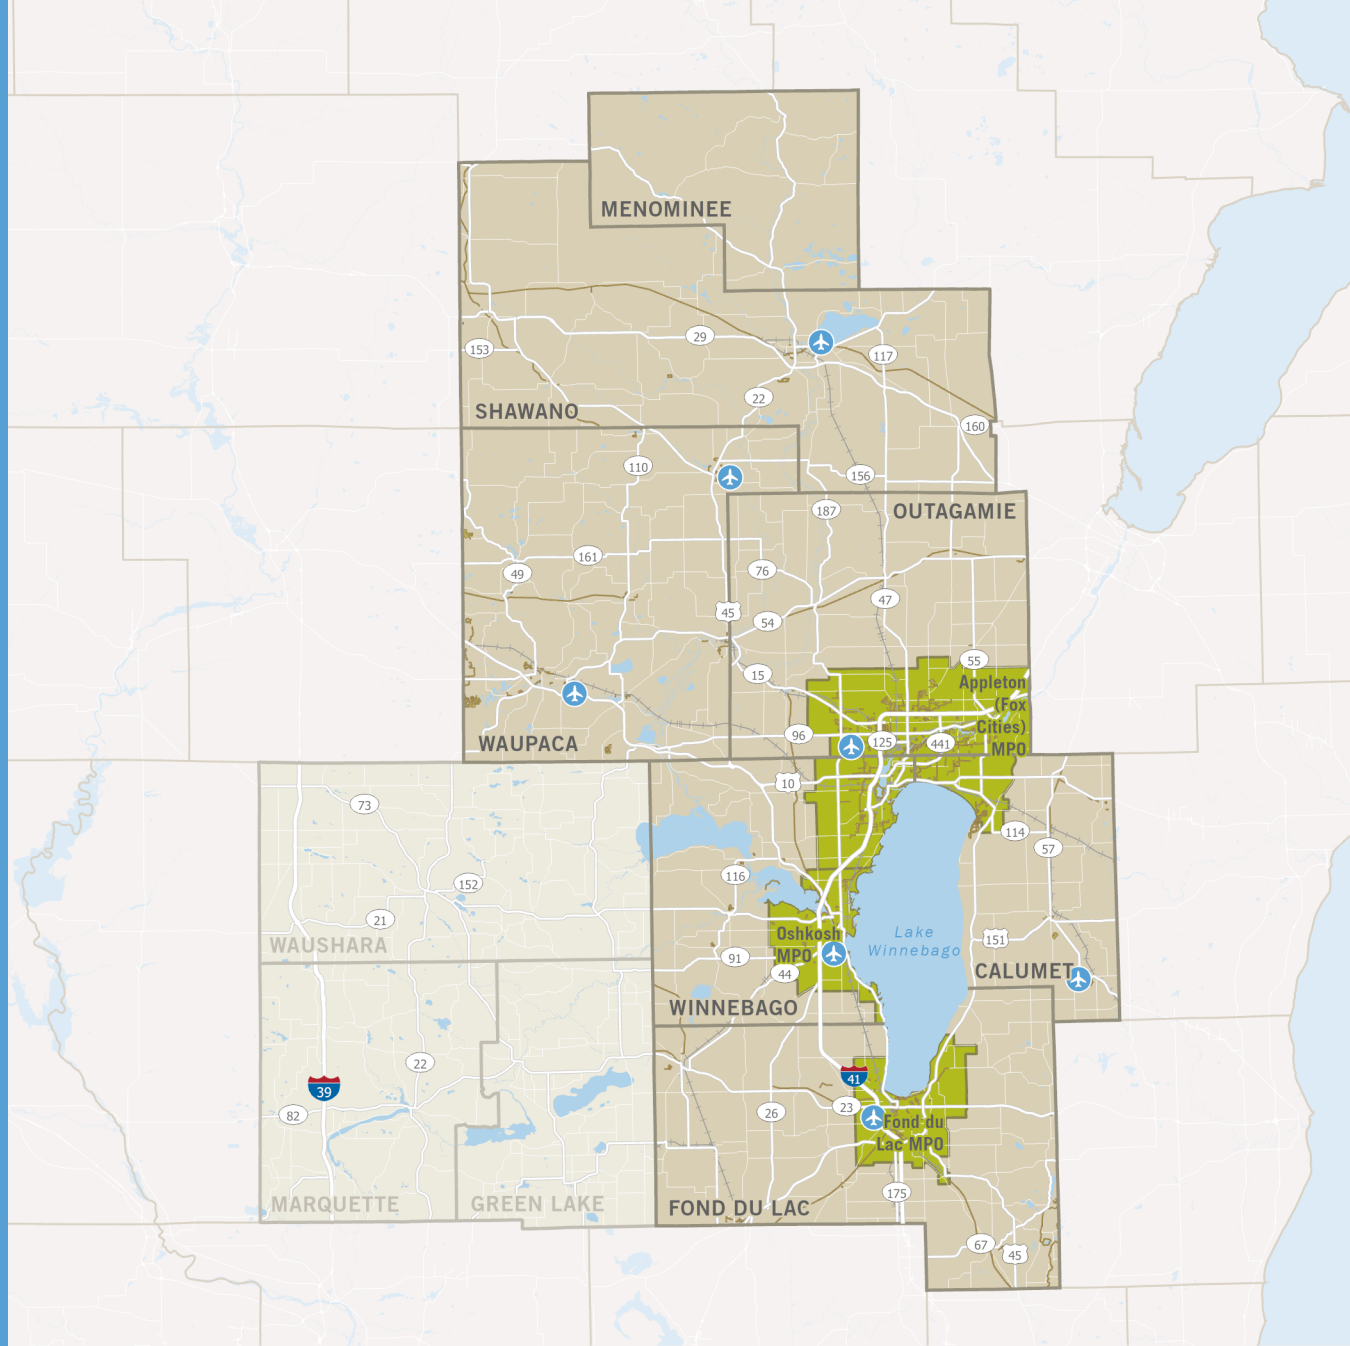 MENOMINEE
29
153
117
22
SHAWANO
160
110
156
187
OUTAGAMIE
161
49
76
47
45
54
55
15
Appleton
(Fox
Cities)
MPO
96
125
441
WAUPACA
10
73
114
57
116
152
21
Oshkosh
MPO
Lake
Winnebago
151
WAUSHARA
91
44
CALUMET
WINNEBAGO
22
41
39
82
26
23
Fond du
Lac MPO
175
MARQUETTE
GREEN LAKE
FOND DU LAC
67
45